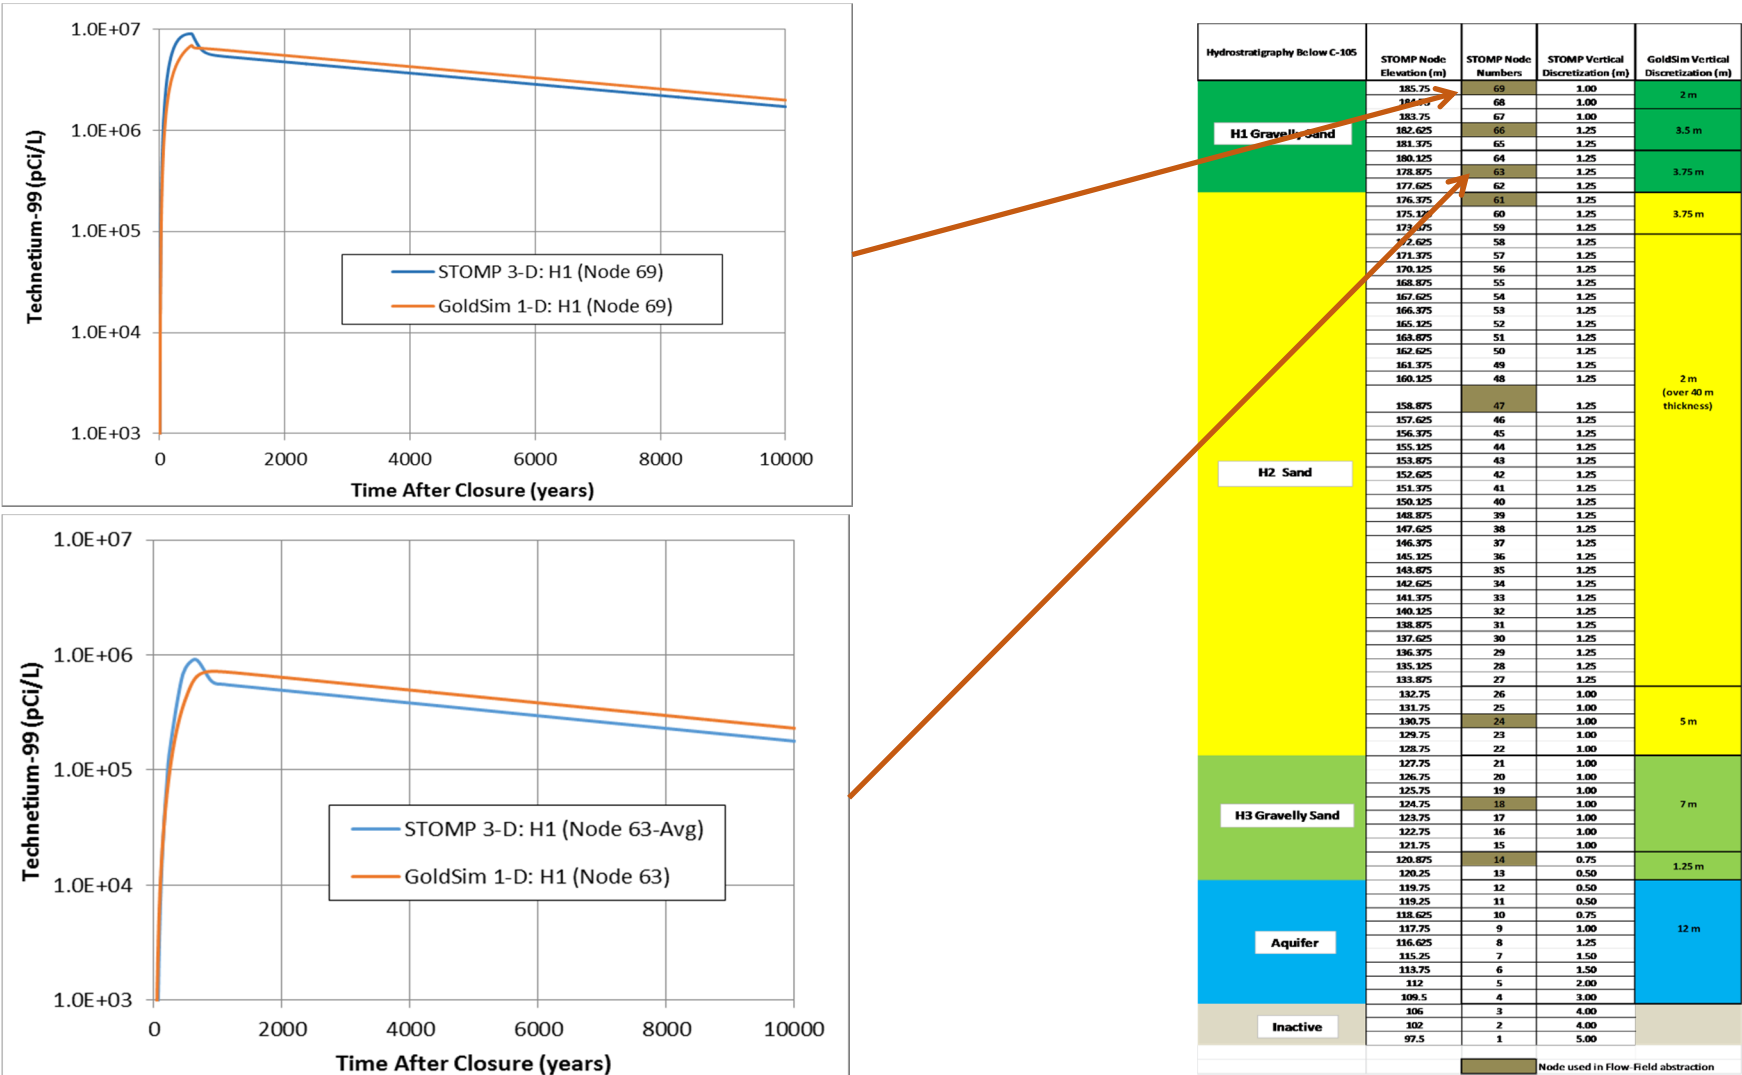 1.0E+07
1.0E+06
1.0E+05
1.0E+04
1.0E+03
Technetium-99 (pCi/L)
STOMP 3-D: H1 (Node 69)
GoldSim 1-D: H1 (Node 69)
0 2000 4000 6000 8000 10000
Time After Closure (years)
1.0E+07
1.0E+06
1.0E+05
1.0E+04
1.0E+03
Technetium-99 (pCi/L)
STOMP 3-D: H1 (Node 63-Avg)
GoldSim 1-D: H1 (Node 63)
0 2000 4000 6000 8000 10000
Time After Closure (years)
Hydrostratigraphy Below C-105
STOMP Node
Elevation (m)
STOMP Node
Numbers
STOMP Vertical
Discretization (m)
GoldSim Vertical
Discretization (m)
H1 Gravelly Sand
H2 Sand
H3 Gravelly Sand
Aquifer
Inactive
185.75 69 1.00
68 1.00
183.75 67 1.00
182.625 66 1.25
181.375 65 1.25
180.125 64 1.25
178.875 63 1.25
177.625 62 1.25
176.375 61 1.25
60 1.25
59 1.25
172.625 58 1.25
171.375 57 1.25
170.125 56 1.25
168.875 55 1.25
167.625 54 1.25
166.375 53 1.25
165.125 52 1.25
163.875 51 1.25
162.625 50 1.25
161.375 49 1.25
160.125 48 1.25
158.875 47 1.25
157.625 46 1.25
156.375 45 1.25
155.125 44 1.25
153.875 43 1.25
152.625 42 1.25
151.375 41 1.25
150.125 40 1.25
148.875 39 1.25
147.625 38 1.25
146.375 37 1.25
145.125 36 1.25
143.875 35 1.25
142.625 34 1.25
141.375 33 1.25
140.125 32 1.25
138.875 31 1.25
137.625 30 1.25
136.375 29 1.25
135.125 28 1.25
133.875 27 1.25
132.75 26 1.00
131.75 25 1.00
130.75 24 1.00
129.75 23 1.00
128.75 22 1.00
127.75 21 1.00
126.75 20 1.00
125.75 19 1.00
124.75 18 1.00
123.75 17 1.00
122.75 16 1.00
121.75 15 1.00
120.875 14 0.75
120.25 13 0.50
119.75 12 0.50
119.25 11 0.50
118.625 10 0.75
117.75 9 1.00
116.625 8 1.25
115.25 7 1.50
113.75 6 1.50
112 5 2.00
109.5 4 3.00
106 3 4.00
102 2 4.00
97.5 1 5.00
2 m
3.5 m
3.75 m
3.75 m
2 m
(over 40 m
thickness)
5 m
7 m
1.25 m
12 m
Node used in Flow-Field abstraction